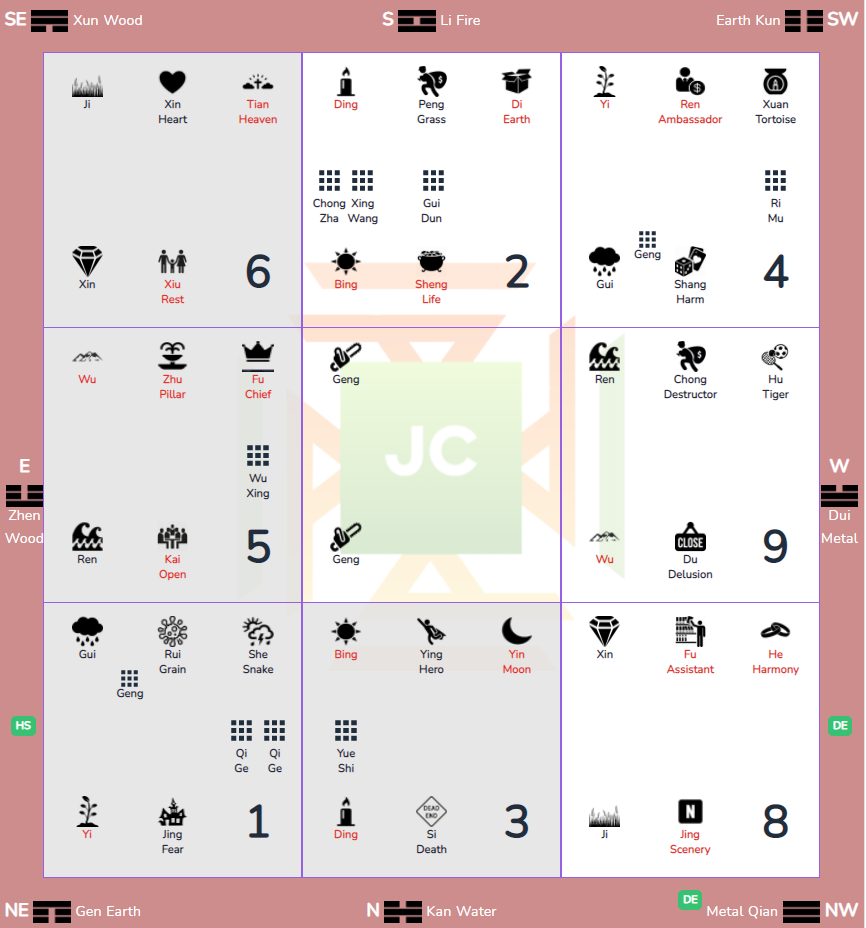 SE Xun Wood S Li Fire Earth Kun SW
Ji Xin Heart Tian Heaven
Xin Xiu Rest 6
Ding Peng Grass Di Earth
Chong Zha Xing Wang Gui Dun
Bing Sheng Life 2
Yi Ren Ambassador Xuan Tortoise
A
$
Ri Mu
Geng
Gui Shang Harm 4
E
Zhen
Wood
Wu Zhu Pillar Fu Chief
Wu Xing
Ren Kai Open 5
Geng
JC
Geng
Ren Chong Destructor Hu Tiger
$
CLOSE
Wu Du Delusion 9
W
Dui
Metal
HS
Gui Rui Grain She Snake
Geng
Qi Ge Qi Ge
Yi Jing Fear 1
Bing Ying Hero Yin Moon
Yue Shi
DEAD END
Ding Si Death 3
Xin Fu Assistant He Harmony
N
Ji Jing Scenery 8
DE
NE Gen Earth N Kan Water DE Metal Qian NW